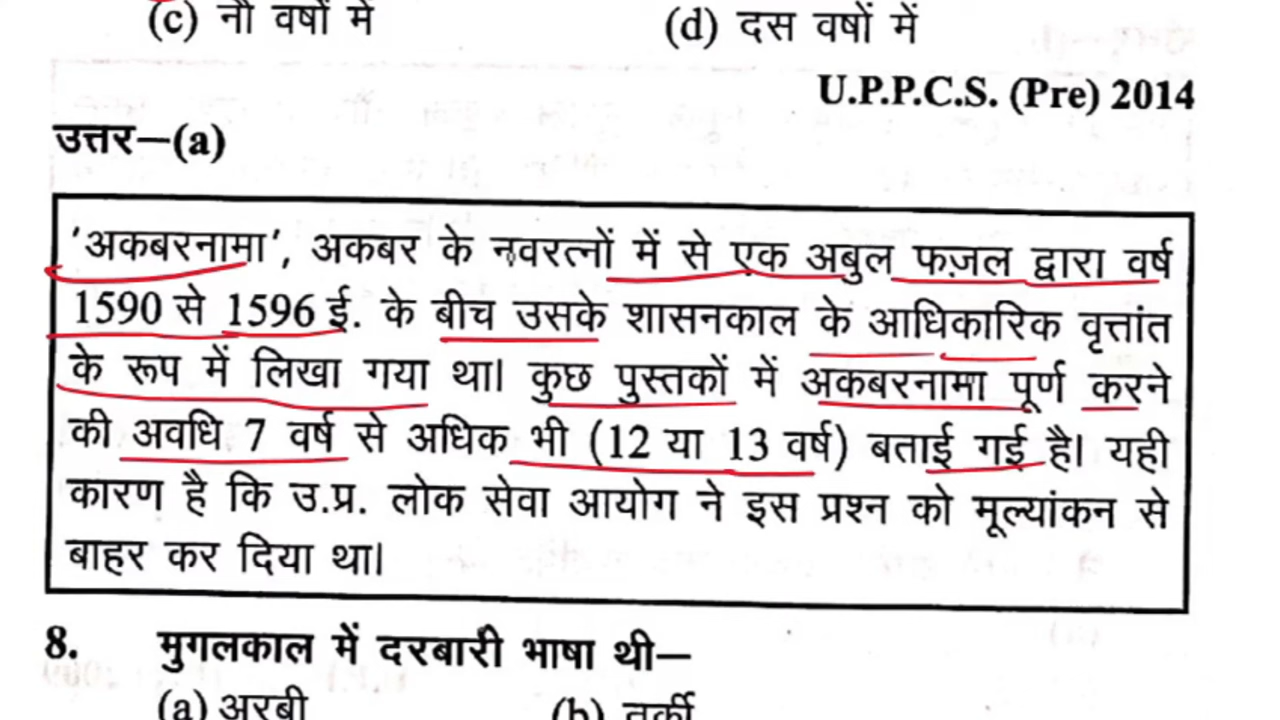 (c) नौ वर्षों में (d) दस वर्षों में
U.P.P.C.S. (Pre) 2014
उत्तर—(a)
'अकबरनामा', अकबर के नवरत्नों में से एक अबुल फज़ल द्वारा वर्ष
1590 से 1596 ई. के बीच उसके शासनकाल के आधिकारिक वृत्तांत
के रूप में लिखा गया था। कुछ पुस्तकों में अकबरनामा पूर्ण करने
की अवधि 7 वर्ष से अधिक भी (12 या 13 वर्ष) बताई गई है। यही
कारण है कि उ.प्र. लोक सेवा आयोग ने इस प्रश्न को मूल्यांकन से
बाहर कर दिया था।
8. मुगलकाल में दरबारी भाषा थी—
(a) अरबी (b) तुर्की